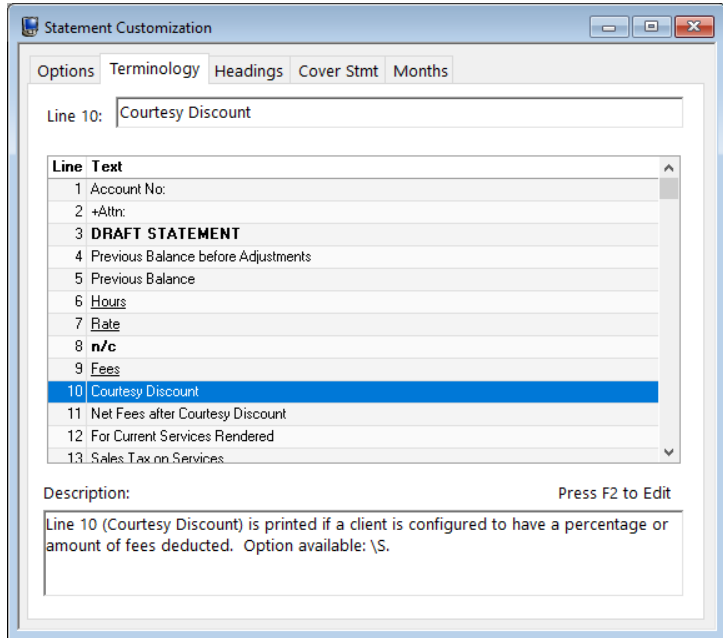 Statement Customization
Options Terminology Headings Cover Stmt Months
Line 10: Courtesy Discount
Line Text
1 Account No:
2 +Attn:
3 DRAFT STATEMENT
4 Previous Balance before Adjustments
5 Previous Balance
6 Hours
7 Rate
8 n/c
9 Fees
10 Courtesy Discount
11 Net Fees after Courtesy Discount
12 For Current Services Rendered
13 Sales Tax on Services
Description: Press F2 to Edit
Line 10 (Courtesy Discount) is printed if a client is configured to have a percentage or
amount of fees deducted.  Option available: \S.